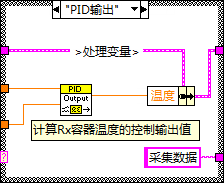 "PID输出"
>处理变量>
PID
Output
温度
计算Rx容器温度的控制输出值
?
采集数据